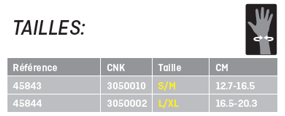 TAILLES:
Référence CNK Taille CM
45843 3050010 S/M 12.7-16.5
45844 3050002 L/XL 16.5-20.3